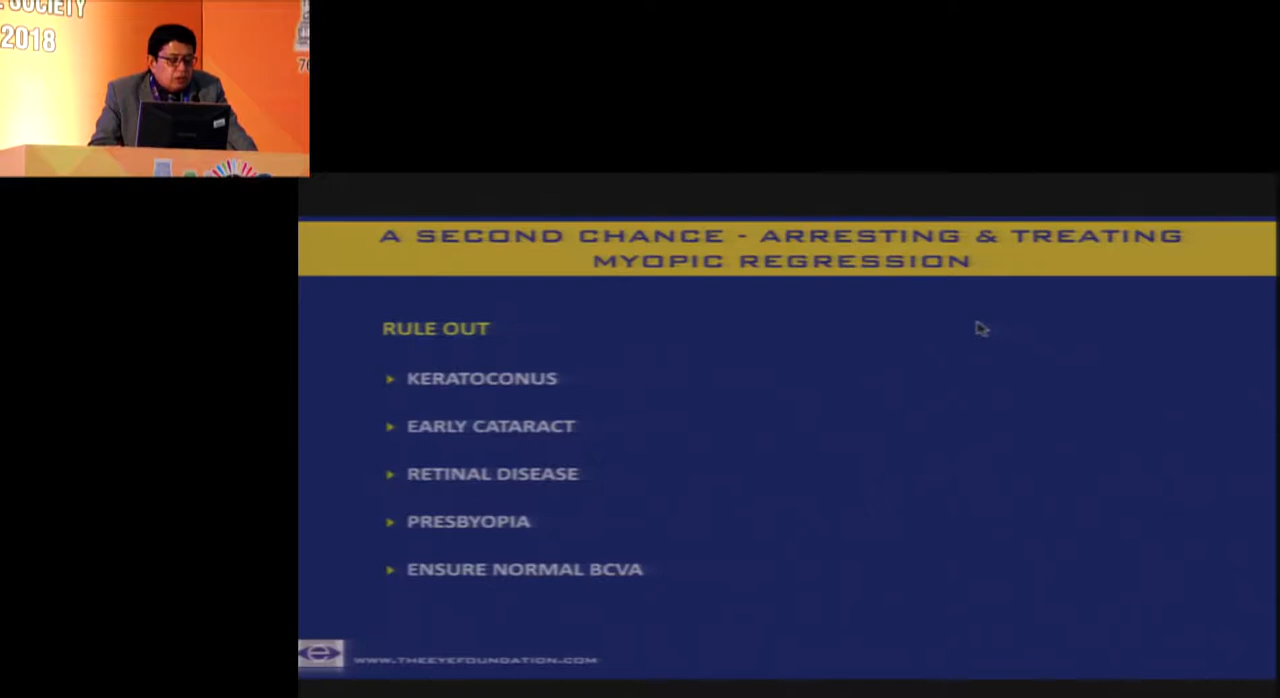 SOCIETY
2018
A SECOND CHANCE - ARRESTING & TREATING
MYOPIC REGRESSION
RULE OUT
KERATOCONUS
EARLY CATARACT
RETINAL DISEASE
PRESBYOPIA
ENSURE NORMAL BCVA
e
WWW.THEEYEFOUNDATION.COM